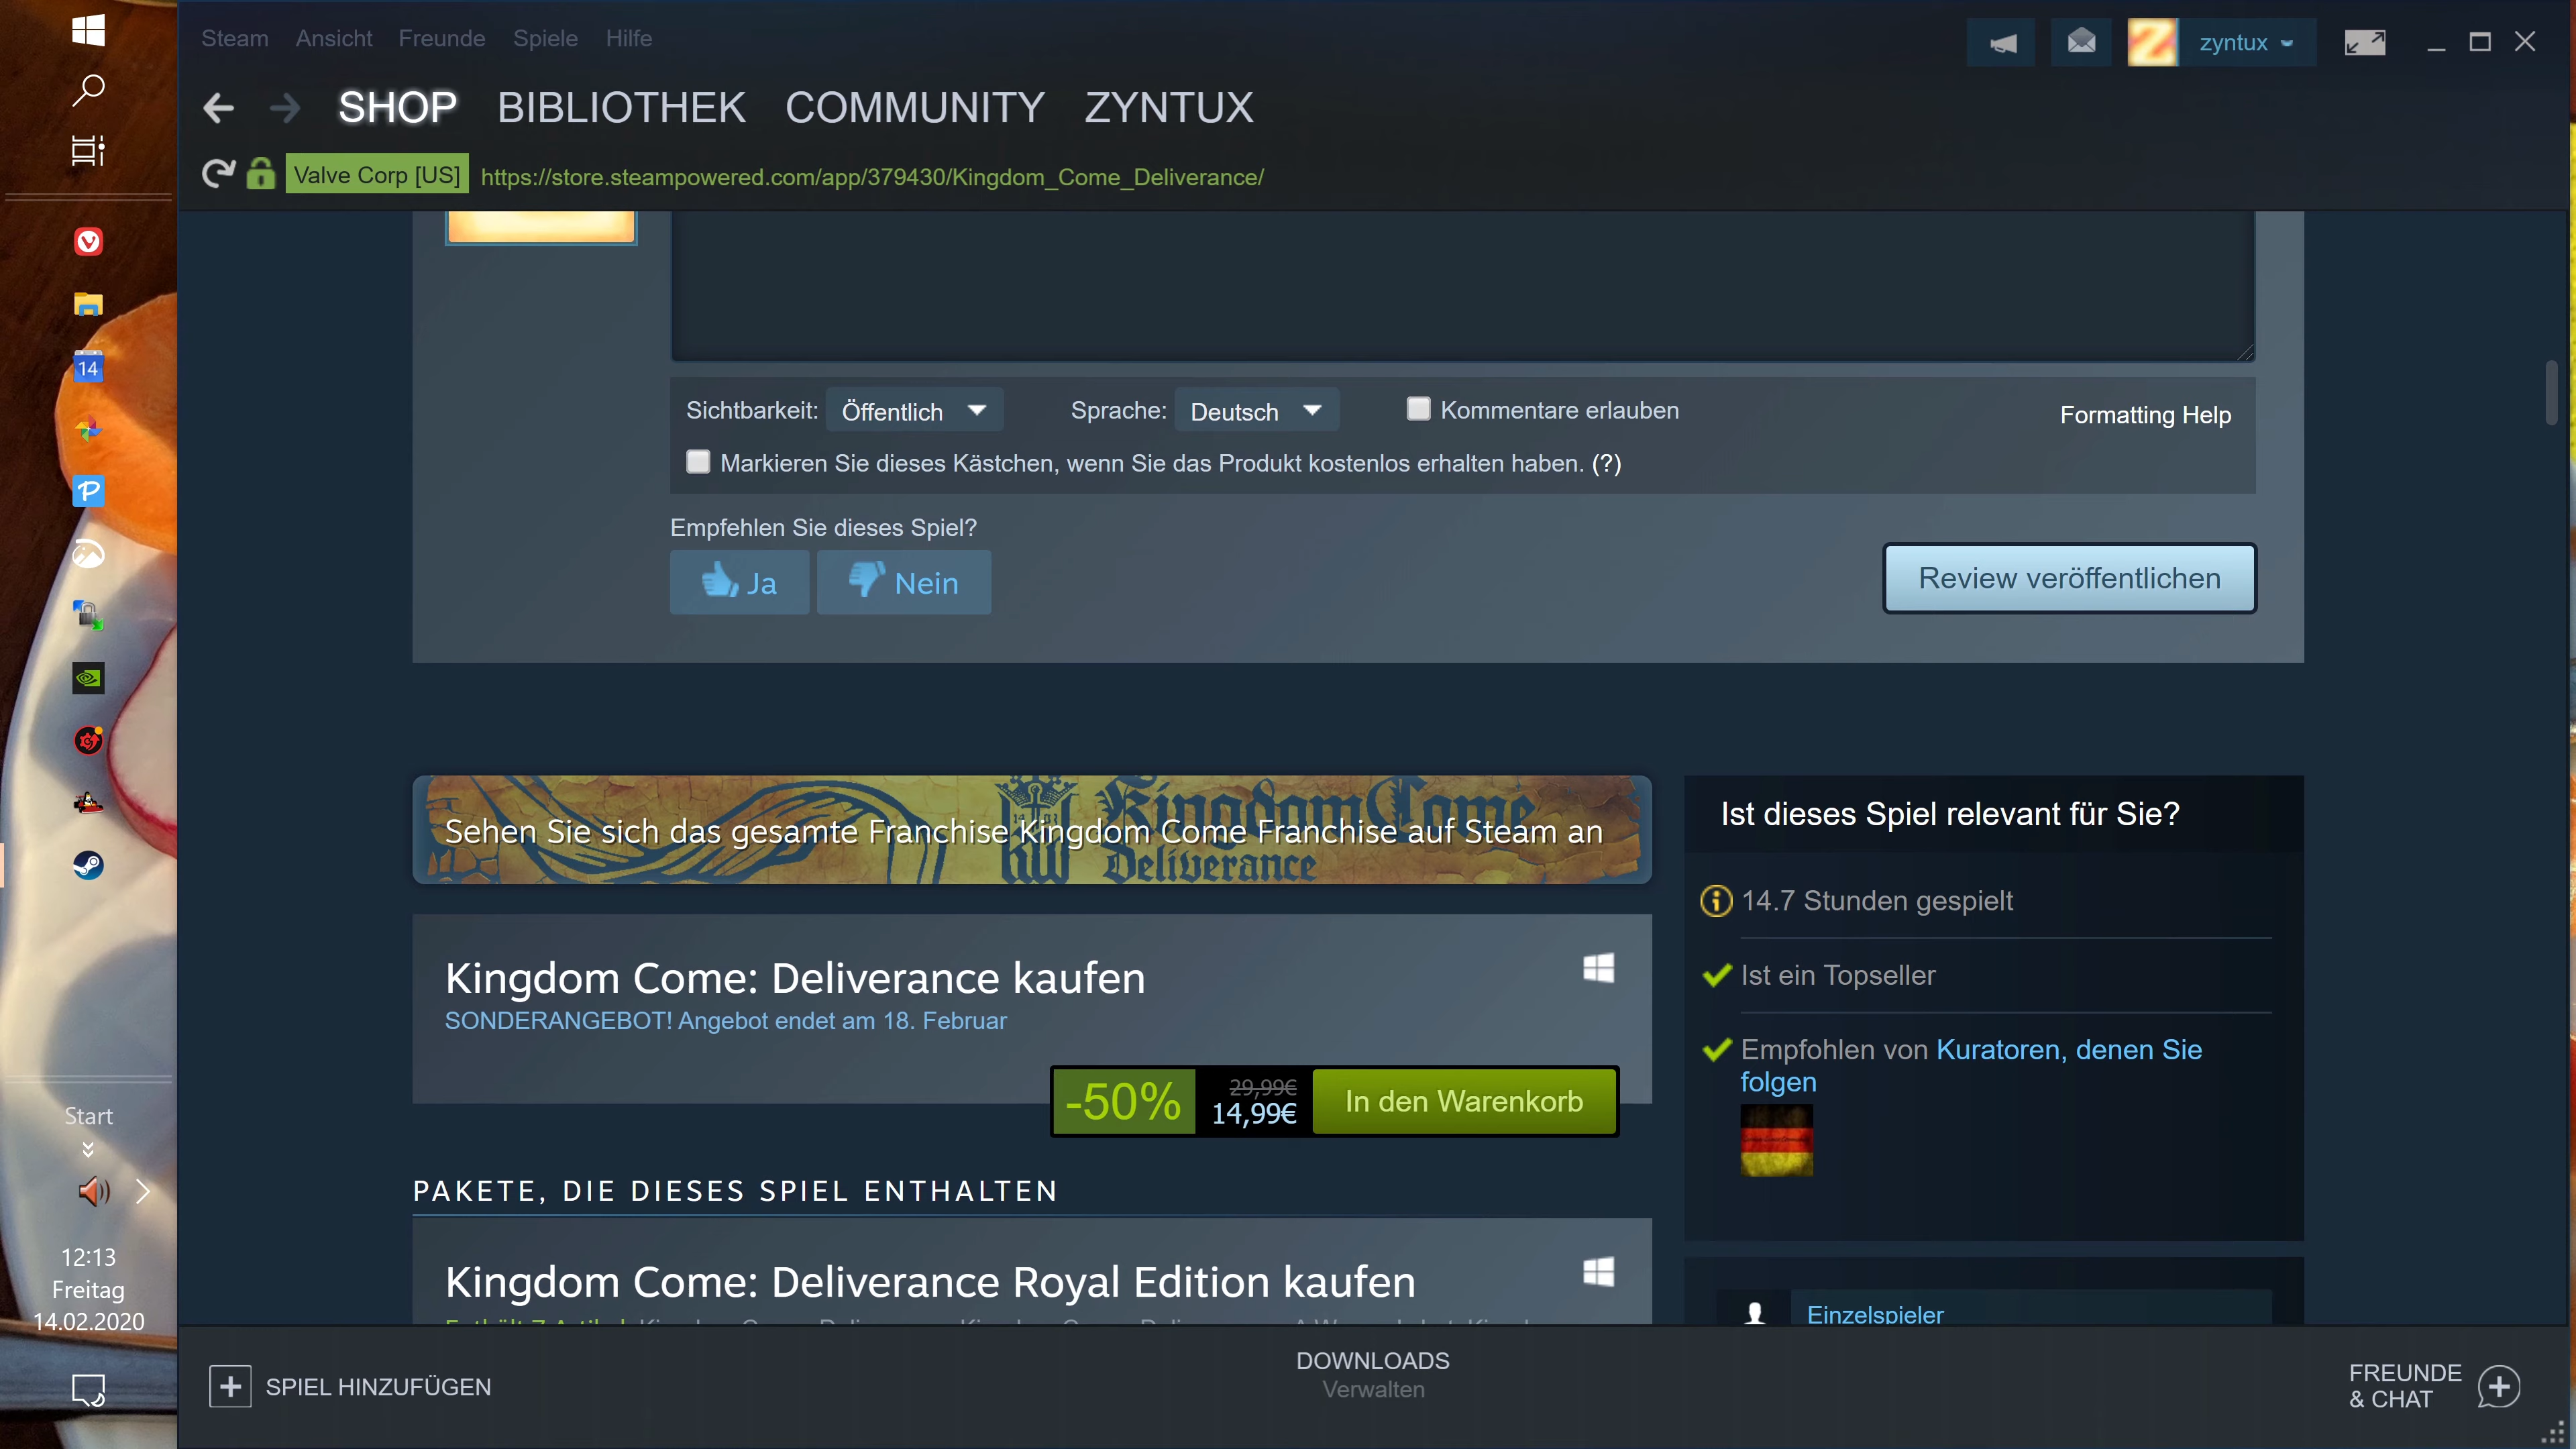 Steam Ansicht Freunde Spiele Hilfe
zyntux
SHOP BIBLIOTHEK COMMUNITY ZYNTUX
Valve Corp [US] https://store.steampowered.com/app/379430/Kingdom_Come_Deliverance/
14
Sichtbarkeit: Öffentlich Sprache: Deutsch Kommentare erlauben Formatting Help
Markieren Sie dieses Kästchen, wenn Sie das Produkt kostenlos erhalten haben. (?)
Empfehlen Sie dieses Spiel?
Ja Nein
Review veröffentlichen
Kingdom Come
Deliverance
Sehen Sie sich das gesamte Franchise Kingdom Come Franchise auf Steam an
Kingdom Come: Deliverance kaufen
SONDERANGEBOT! Angebot endet am 18. Februar
-50% 29,99€ 14,99€ In den Warenkorb
PAKETE, DIE DIESES SPIEL ENTHALTEN
Kingdom Come: Deliverance Royal Edition kaufen
Ist dieses Spiel relevant für Sie?
14.7 Stunden gespielt
Ist ein Topseller
Empfohlen von Kuratoren, denen Sie
folgen
Einzelspieler
Start
12:13
Freitag
14.02.2020
SPIEL HINZUFÜGEN
DOWNLOADS
Verwalten
FREUNDE
& CHAT